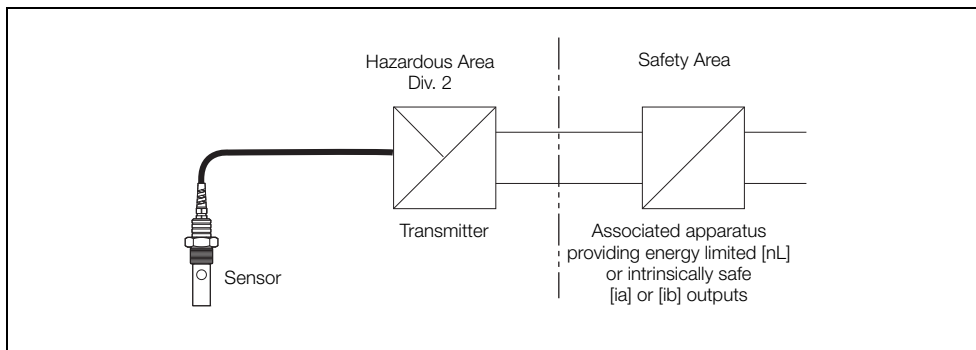 Hazardous Area
Div. 2
Safety Area
Transmitter
Sensor
Associated apparatus
providing energy limited [nL]
or intrinsically safe
[ia] or [ib] outputs